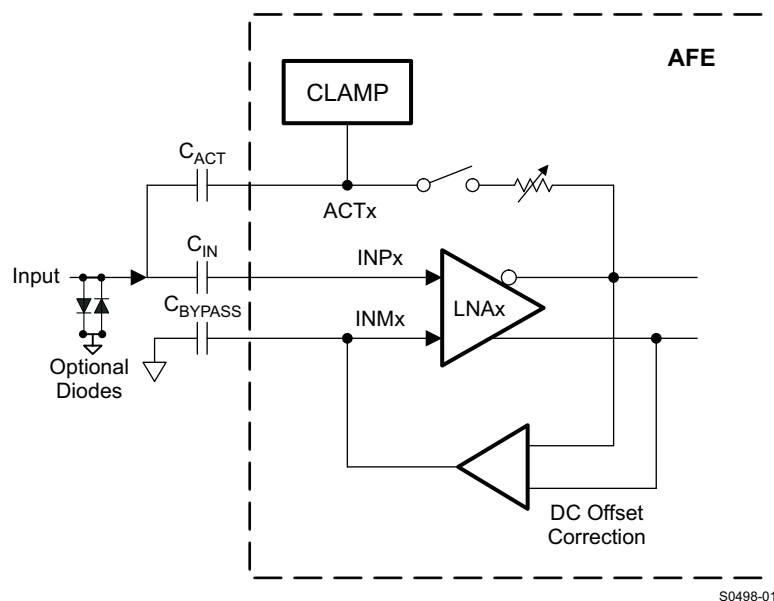 AFE
CLAMP
C_ACT
ACTx
C_IN
Input
INPx
C_BYPASS
LNAx
INMx
Optional
Diodes
DC Offset
Correction
S0498-01